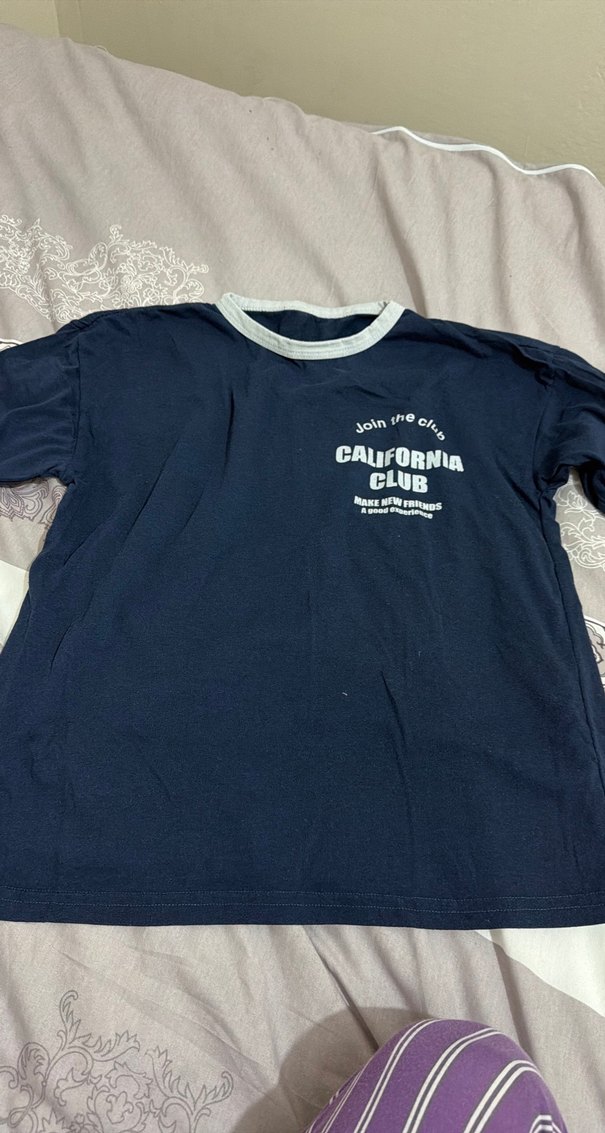 Join the club
CALIFORNIA
CLUB
MAKE NEW FRIENDS
A good experience